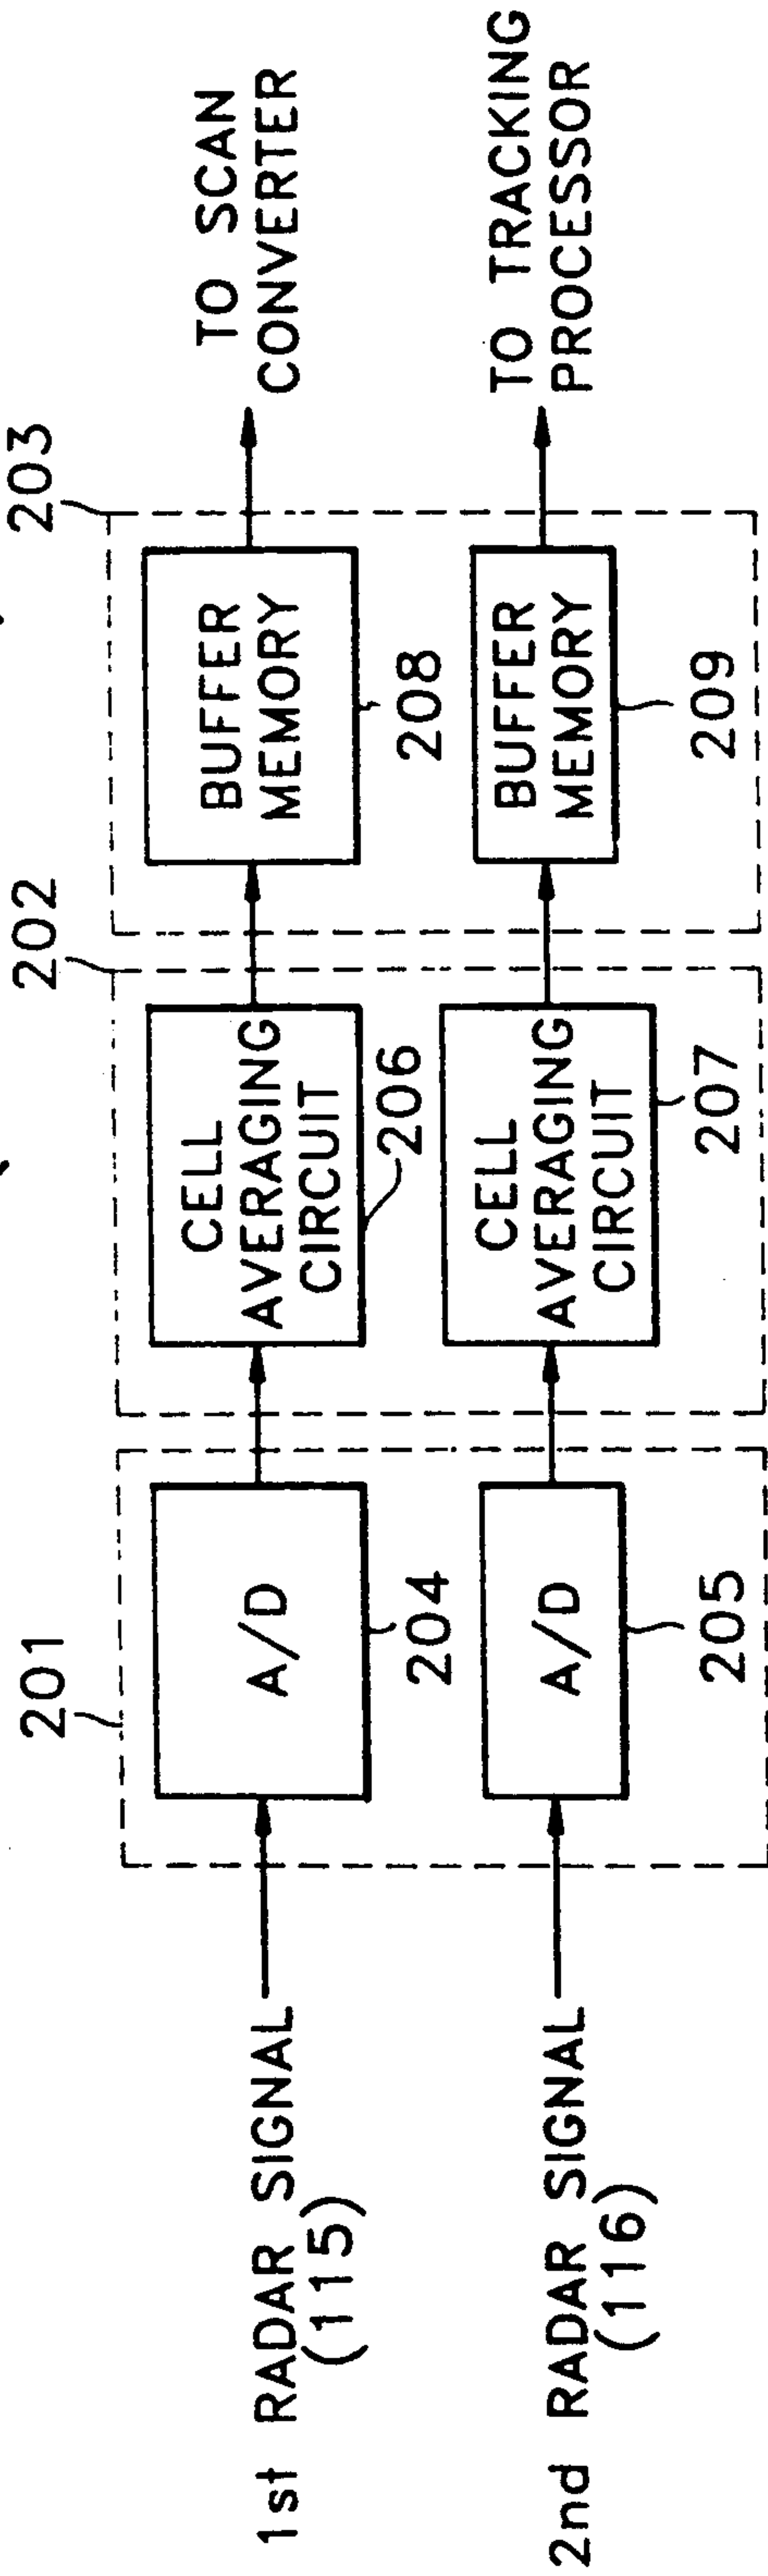 201
202
203
1st RADAR SIGNAL
(115)
A/D
204
CELL
AVERAGING
CIRCUIT
206
BUFFER
MEMORY
208
TO SCAN
CONVERTER
2nd RADAR SIGNAL
(116)
A/D
205
CELL
AVERAGING
CIRCUIT
207
BUFFER
MEMORY
209
TO TRACKING
PROCESSOR